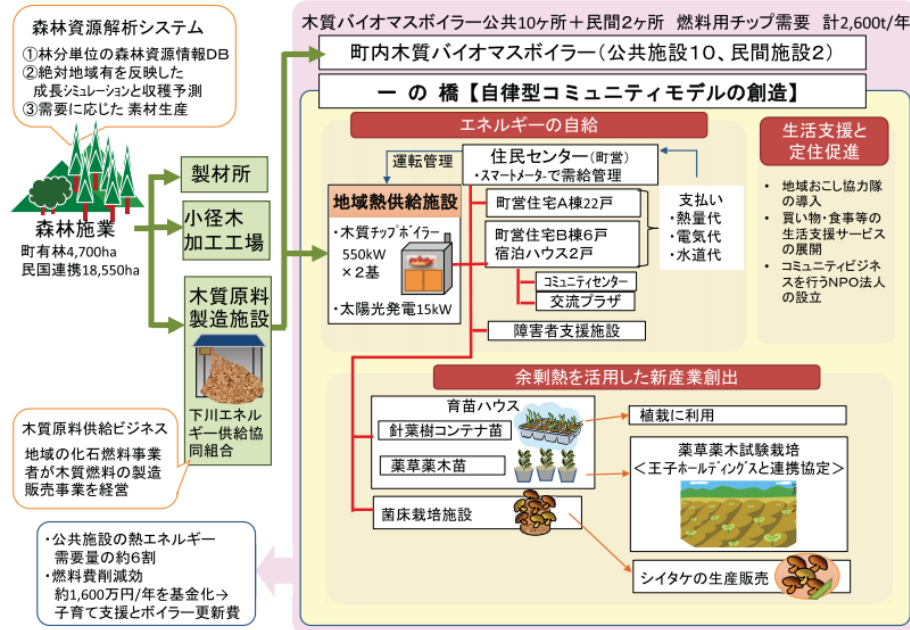 木質バイオマスボイラー公共10ヶ所＋民間２ヶ所　燃料用チップ需要　計2,600t/年
森林資源解析システム
①林分単位の森林資源情報DB
②絶対地域有を反映した
成長シミュレーションと収穫予測
③需要に応じた 素材生産
森林施業
町有林4,700ha
民国連携18,550ha
製材所
小径木
加工工場
木質原料
製造施設
下川エネル
ギー供給協
同組合
木質原料供給ビジネス
地域の化石燃料事業
者が木質燃料の製造
販売事業を経営
・公共施設の熱エネルギー
需要量の約6割
・燃料費削減効
約1,600万円/年を基金化→
子育て支援とボイラー更新費
町内木質バイオマスボイラー（公共施設１０、民間施設２）
一 の 橋 【自律型コミュニティモデルの創造】
エネルギーの自給
運転管理
住民センター（町営）
・スマートメーターで需給管理
地域熱供給施設
・木質チップボイラー
550kW
×２基
・太陽光発電15kW
町営住宅A棟22戸
町営住宅B棟６戸
宿泊ハウス２戸
コミュニティセンター
交流プラザ
障害者支援施設
支払い
・熱量代
・電気代
・水道代
生活支援と
定住促進
• 地域おこし協力隊
の導入
• 買い物・食事等の
生活支援サービス
の展開
• コミュニティビジネ
スを行うNPO法人
の設立
余剰熱を活用した新産業創出
育苗ハウス
針葉樹コンテナ苗
薬草薬木苗
菌床栽培施設
植栽に利用
薬草薬木試験栽培
＜王子ホールディングスと連携協定＞
シイタケの生産販売